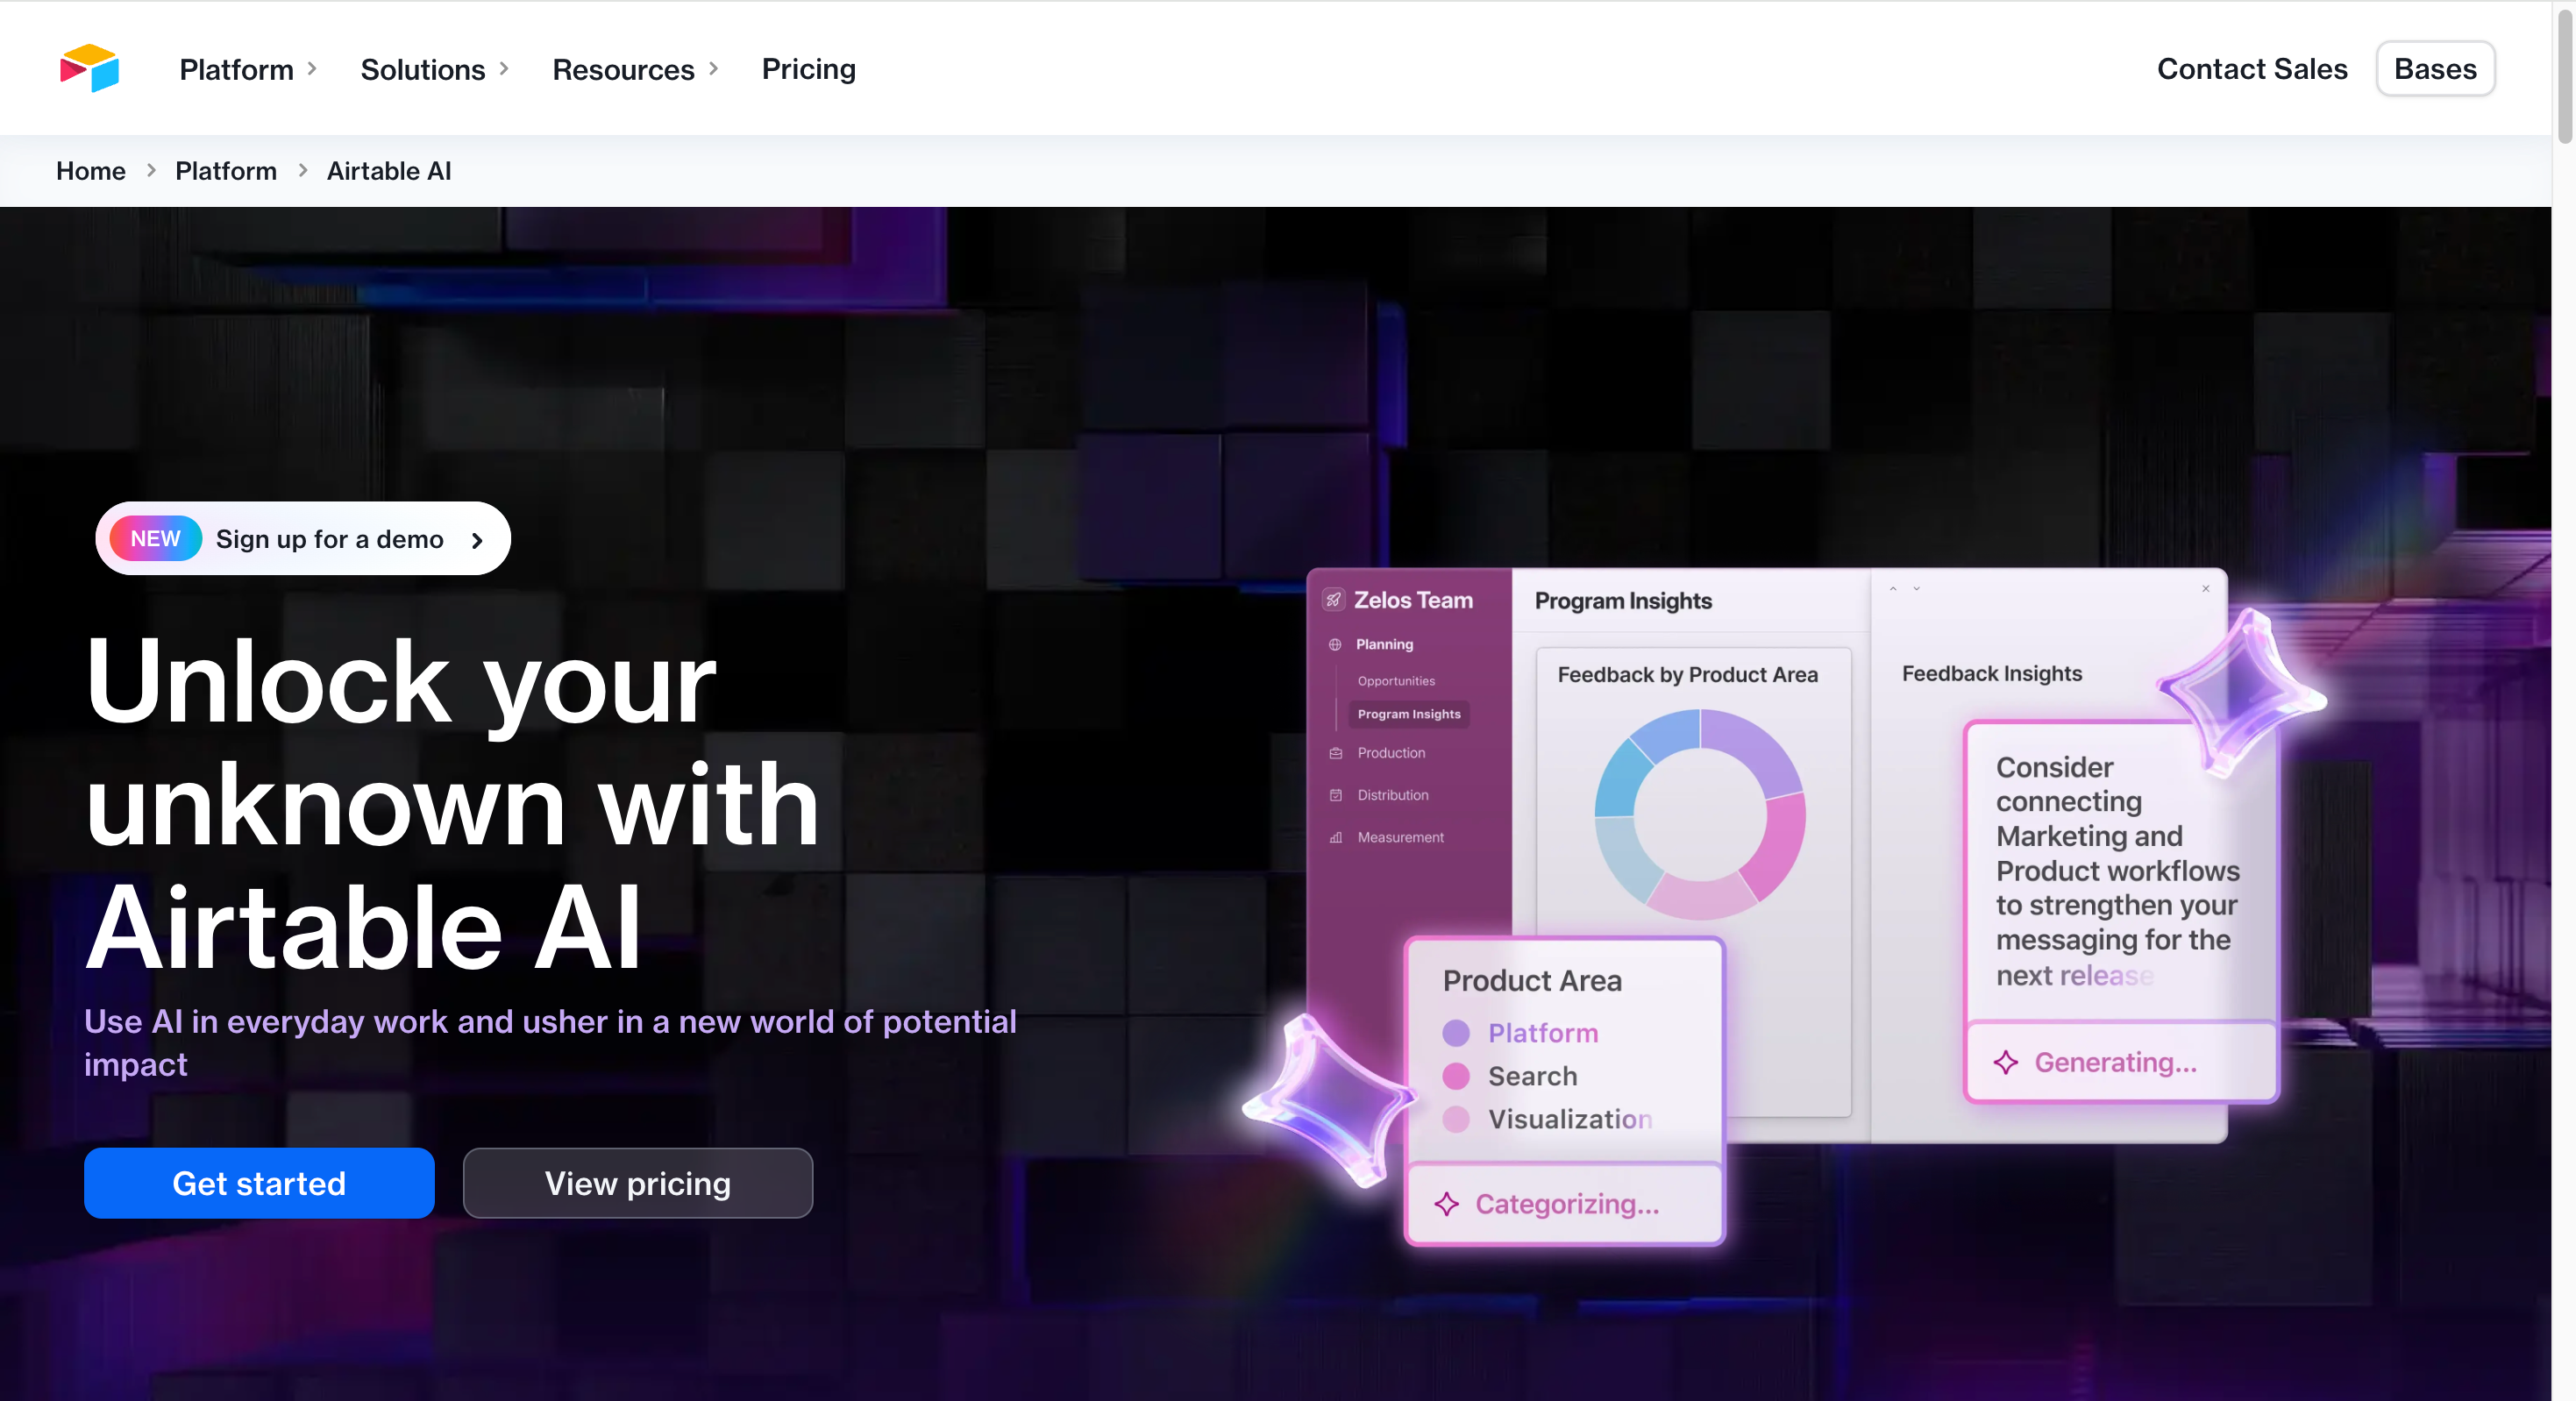 Platform
Solutions
Resources
Pricing
Contact Sales
Bases
Home
Platform
Airtable AI
NEW
Sign up for a demo
Unlock your
unknown with
Airtable AI
Use AI in everyday work and usher in a new world of potential
impact
Get started
View pricing
Zelos Team
Planning
Opportunities
Program Insights
Production
Distribution
Measurement
Program Insights
Feedback by Product Area
Feedback Insights
Consider
connecting
Marketing and
Product workflows
to strengthen your
messaging for the
next release
Generating...
Product Area
Platform
Search
Visualization
Categorizing...